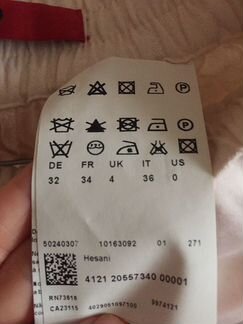 P
P
DE FR UK IT US
32 34 4 36 0
50240307 10163092 01 271
Hesani
4121 20557340 00001
RN73616
CA23115 4029051097105 9974121